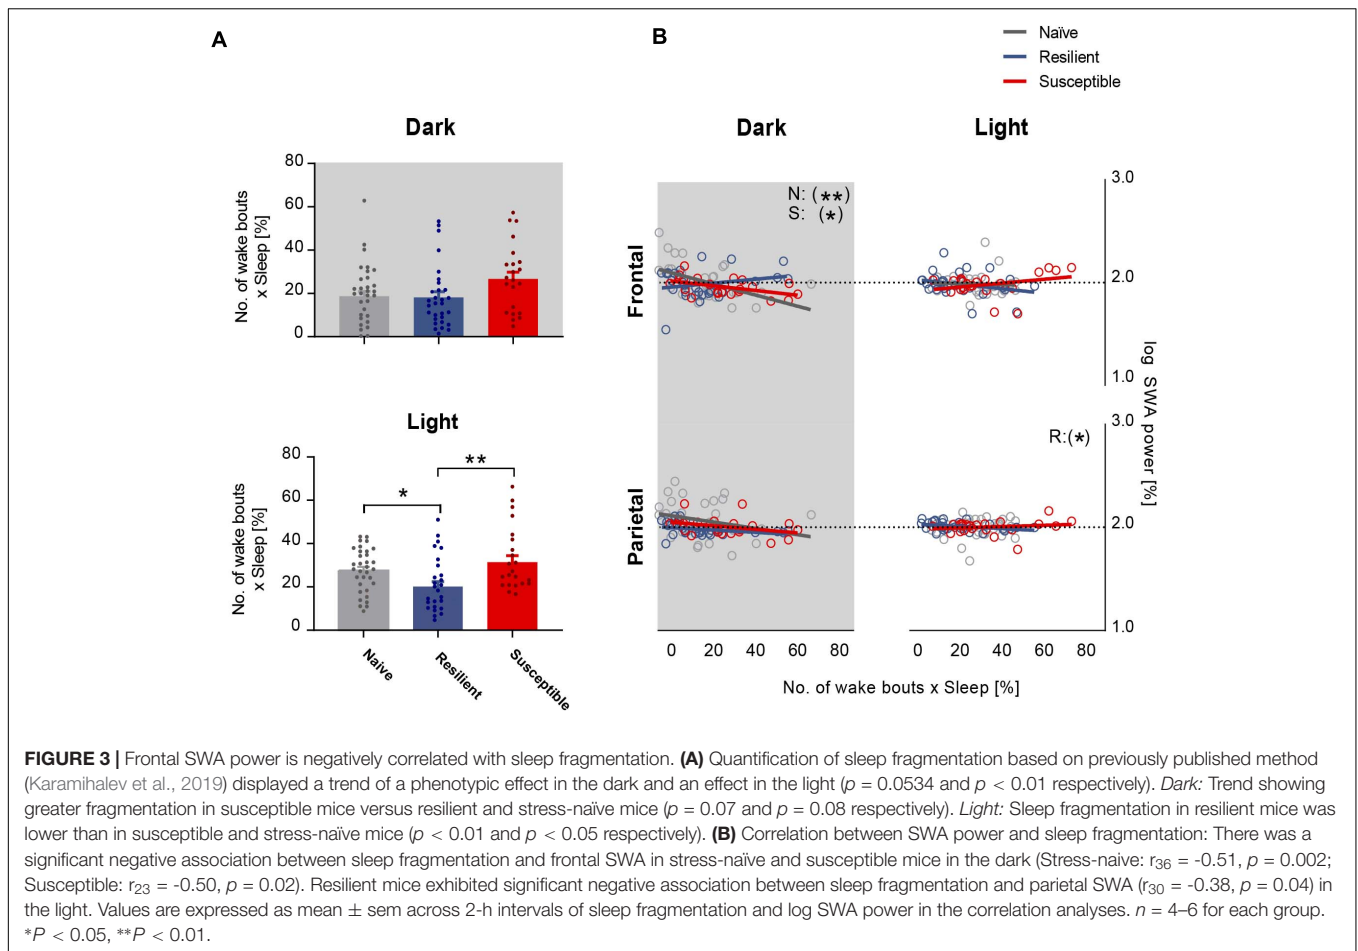 A
B
Naïve
Resilient
Susceptible
Dark
No. of wake bouts
x Sleep [%]
80
60
40
20
0
Light
No. of wake bouts
x Sleep [%]
80
60
40
20
0
*
**
Naive
Resilient
Susceptible
Dark
Light
Frontal
N: (**)
S: (*)
3.0
2.0
1.0
log SWA power [%]
Parietal
R:(*)
3.0
2.0
1.0
0 20 40 60 80
0 20 40 60 80
No. of wake bouts x Sleep [%]
FIGURE 3 | Frontal SWA power is negatively correlated with sleep fragmentation. (A) Quantification of sleep fragmentation based on previously published method
(Karamihalev et al., 2019) displayed a trend of a phenotypic effect in the dark and an effect in the light (p = 0.0534 and p < 0.01 respectively). Dark: Trend showing
greater fragmentation in susceptible mice versus resilient and stress-naïve mice (p = 0.07 and p = 0.08 respectively). Light: Sleep fragmentation in resilient mice was
lower than in susceptible and stress-naïve mice (p < 0.01 and p < 0.05 respectively). (B) Correlation between SWA power and sleep fragmentation: There was a
significant negative association between sleep fragmentation and frontal SWA in stress-naïve and susceptible mice in the dark (Stress-naive: r36 = -0.51, p = 0.002;
Susceptible: r23 = -0.50, p = 0.02). Resilient mice exhibited significant negative association between sleep fragmentation and parietal SWA (r30 = -0.38, p = 0.04) in
the light. Values are expressed as mean ± sem across 2-h intervals of sleep fragmentation and log SWA power in the correlation analyses. n = 4–6 for each group.
*P < 0.05, **P < 0.01.